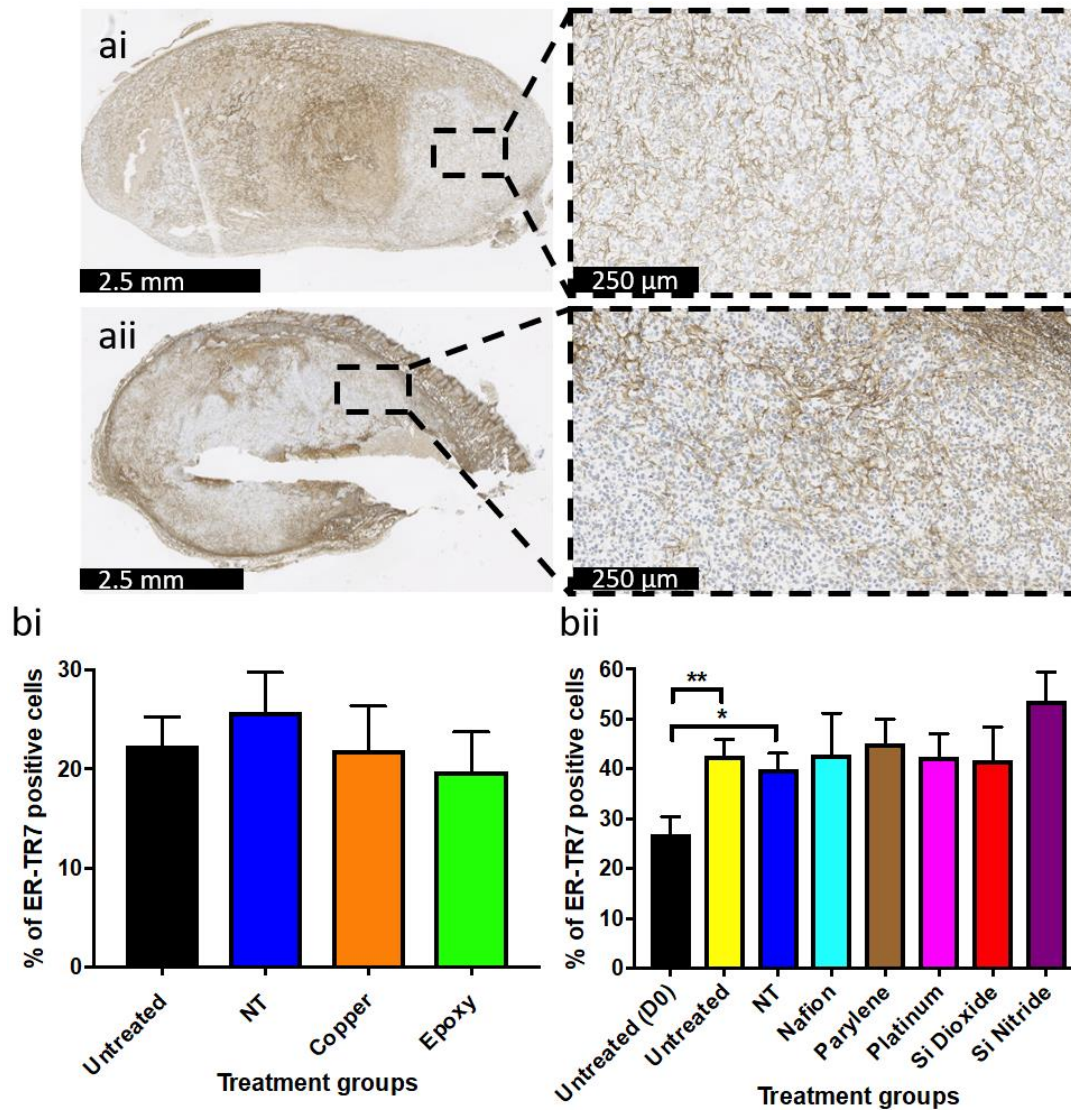 ai
2.5 mm
250 µm
aii
2.5 mm
250 µm
bi
% of ER-TR7 positive cells
30
20
10
0
Untreated
NT
Copper
Epoxy
Treatment groups
bii
% of ER-TR7 positive cells
60
50
40
30
20
10
0
**
*
Untreated (D0)
Untreated
NT
Nafion
Parylene
Platinum
Si Dioxide
Si Nitride
Treatment groups